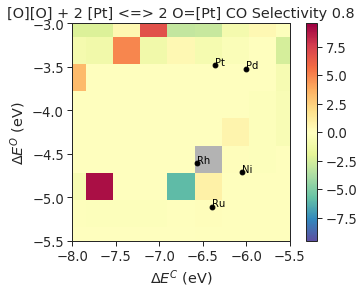 [O][O] + 2 [Pt] <=> 2 O=[Pt] CO Selectivity 0.8
−3.0
−3.5
−4.0
−4.5
−5.0
−5.5
ΔE^O (eV)
Pt
Pd
Rh
Ni
Ru
−8.0 −7.5 −7.0 −6.5 −6.0 −5.5
ΔE^C (eV)
7.5
5.0
2.5
0.0
−2.5
−5.0
−7.5